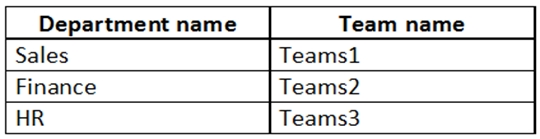 Department name Team name
Sales Teams1
Finance Teams2
HR Teams3